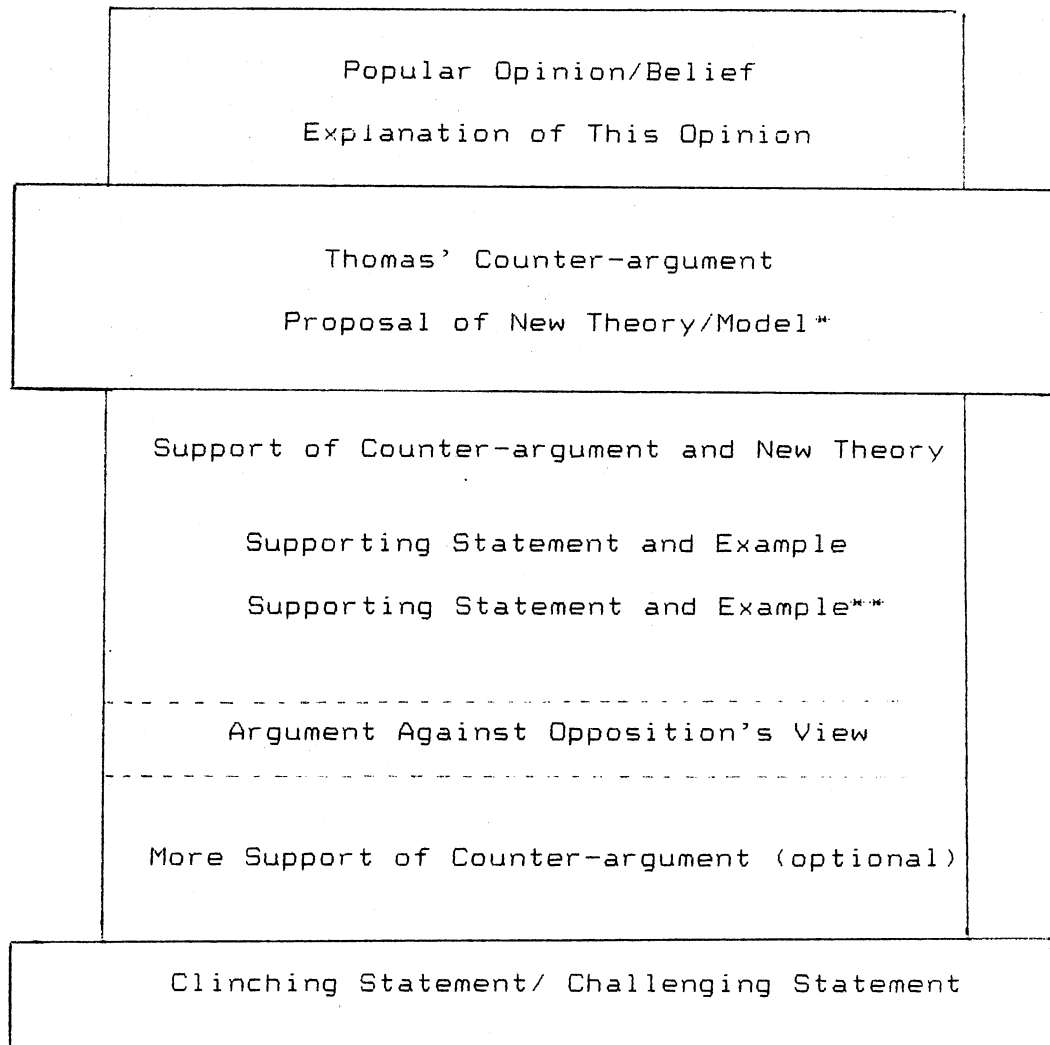 Popular Opinion/Belief
Explanation of This Opinion
Thomas' Counter-argument
Proposal of New Theory/Model*
Support of Counter-argument and New Theory
Supporting Statement and Example
Supporting Statement and Example**
Argument Against Opposition's View
More Support of Counter-argument (optional)
Clinching Statement/ Challenging Statement